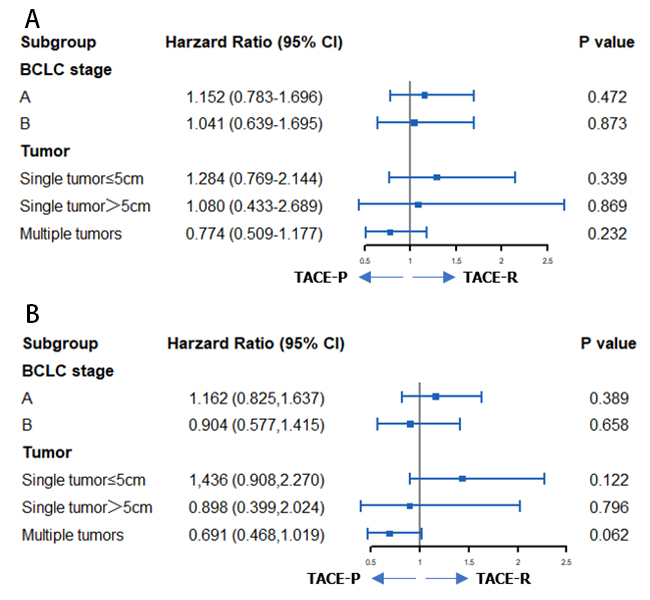 A
Subgroup Harzard Ratio (95% CI) P value
BCLC stage
A 1.152 (0.783-1.696) 0.472
B 1.041 (0.639-1.695) 0.873
Tumor
Single tumor≤5cm 1.284 (0.769-2.144) 0.339
Single tumor＞5cm 1.080 (0.433-2.689) 0.869
Multiple tumors 0.774 (0.509-1.177) 0.232
0.5 1 1.5 2 2.5
TACE-P TACE-R
B
Subgroup Harzard Ratio (95% CI) P value
BCLC stage
A 1.162 (0.825,1.637) 0.389
B 0.904 (0.577,1.415) 0.658
Tumor
Single tumor≤5cm 1,436 (0.908,2.270) 0.122
Single tumor＞5cm 0.898 (0.399,2.024) 0.796
Multiple tumors 0.691 (0.468,1.019) 0.062
0.5 1 1.5 2 2.5
TACE-P TACE-R